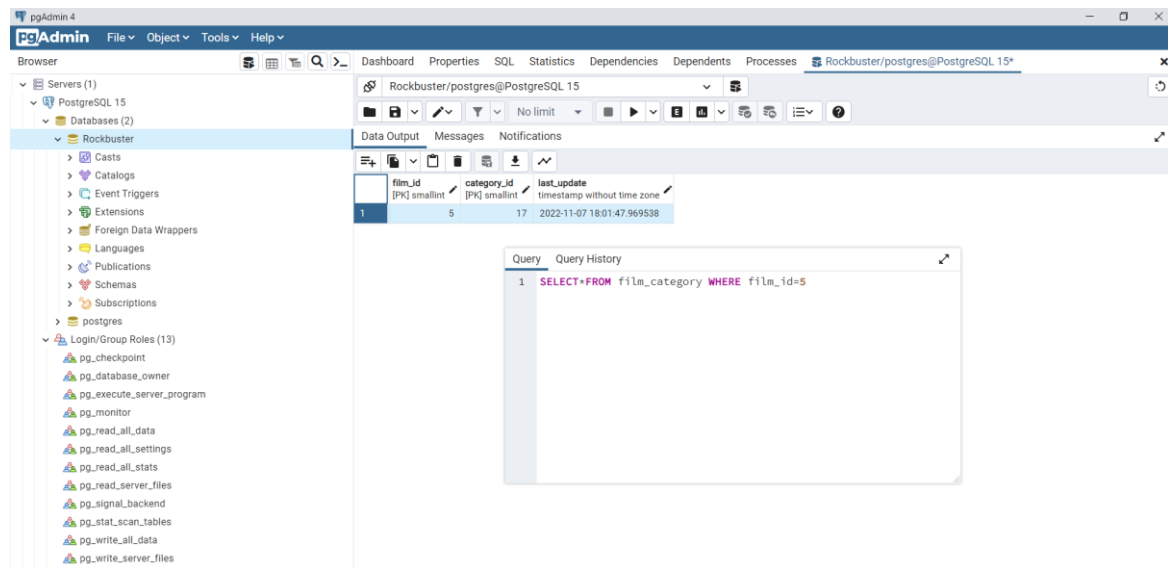 pgAdmin 4
pgAdmin File Object Tools Help
Browser
Dashboard Properties SQL Statistics Dependencies Dependents Processes Rockbuster/postgres@PostgreSQL 15*
Servers (1)
PostgreSQL 15
Databases (2)
Rockbuster
Casts
Catalogs
Event Triggers
Extensions
Foreign Data Wrappers
Languages
Publications
Schemas
Subscriptions
postgres
Login/Group Roles (13)
pg_checkpoint
pg_database_owner
pg_execute_server_program
pg_monitor
pg_read_all_data
pg_read_all_settings
pg_read_all_stats
pg_read_server_files
pg_signal_backend
pg_stat_scan_tables
pg_write_all_data
pg_write_server_files
Rockbuster/postgres@PostgreSQL 15
No limit
E
Data Output Messages Notifications
film_id category_id last_update
[PK] smallint [PK] smallint timestamp without time zone
1 5 17 2022-11-07 18:01:47.969538
Query Query History
1 SELECT*FROM film_category WHERE film_id=5